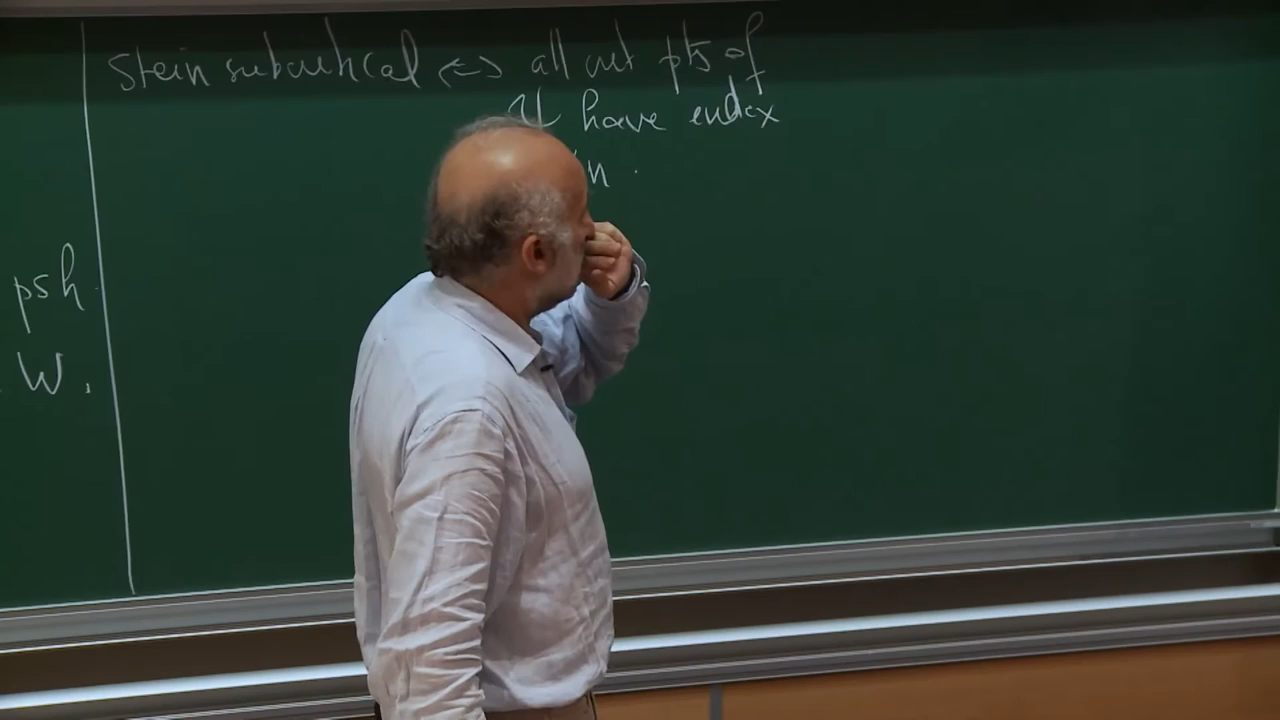 psh
W.
Stein subcritical <-> all crit pts of
ψ have index
n.